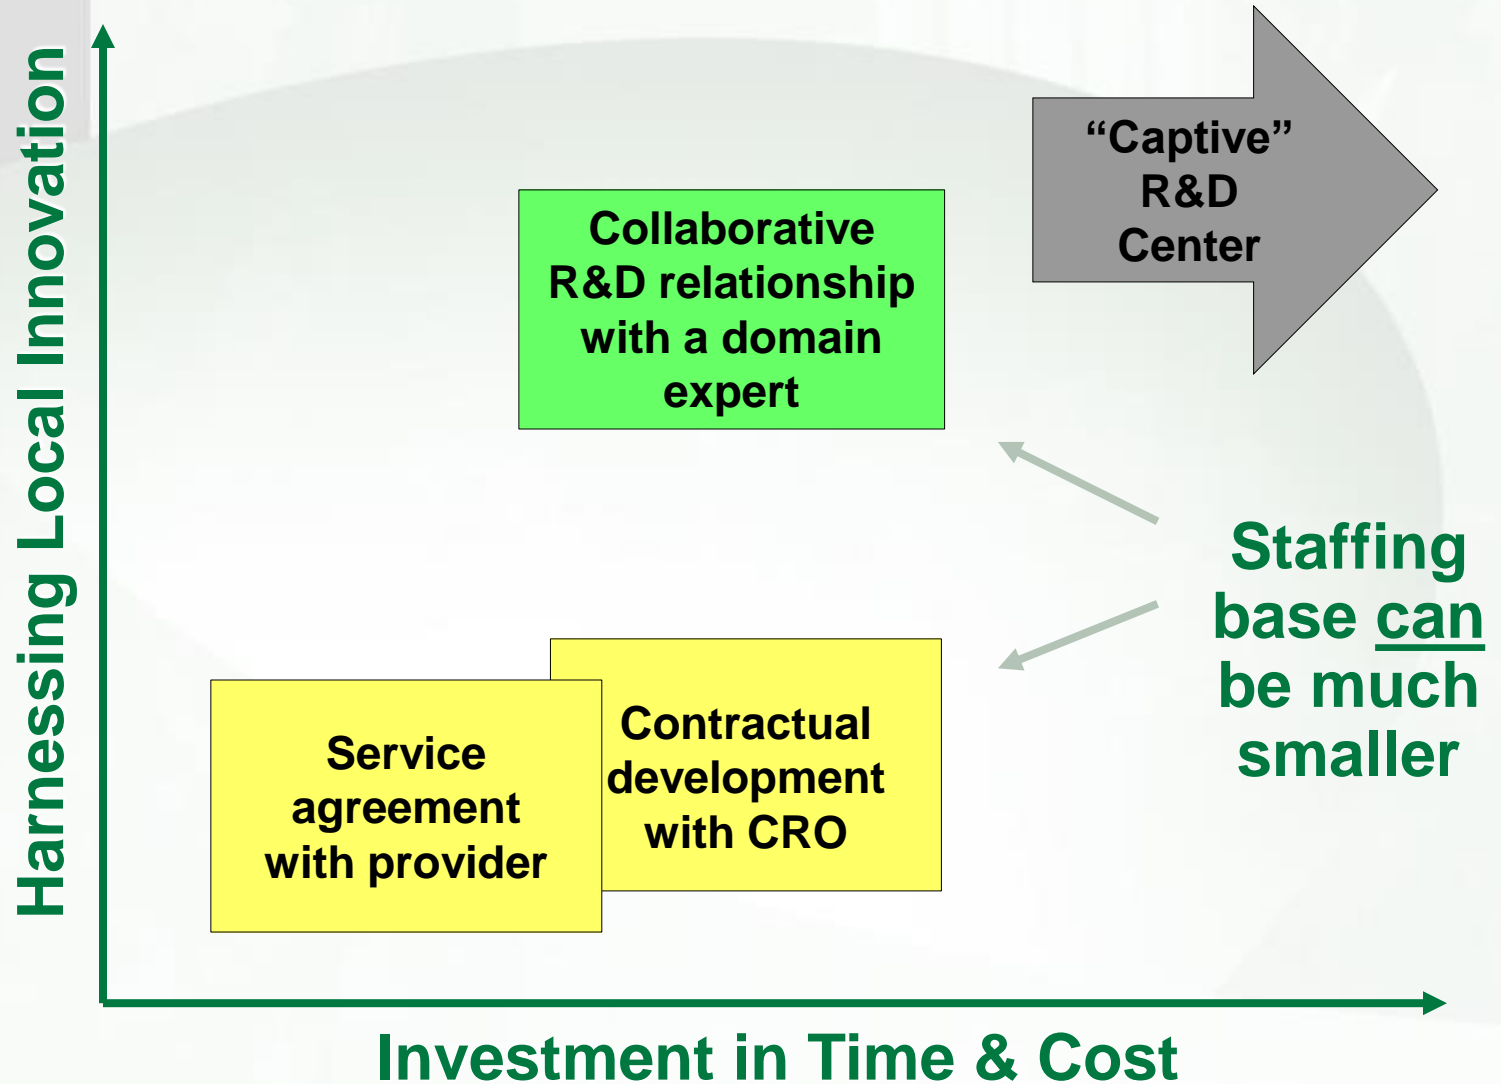 Harnessing Local Innovation
“Captive”
R&D
Center
Collaborative
R&D relationship
with a domain
expert
Staffing
base can
be much
smaller
Service
agreement
with provider
Contractual
development
with CRO
Investment in Time & Cost